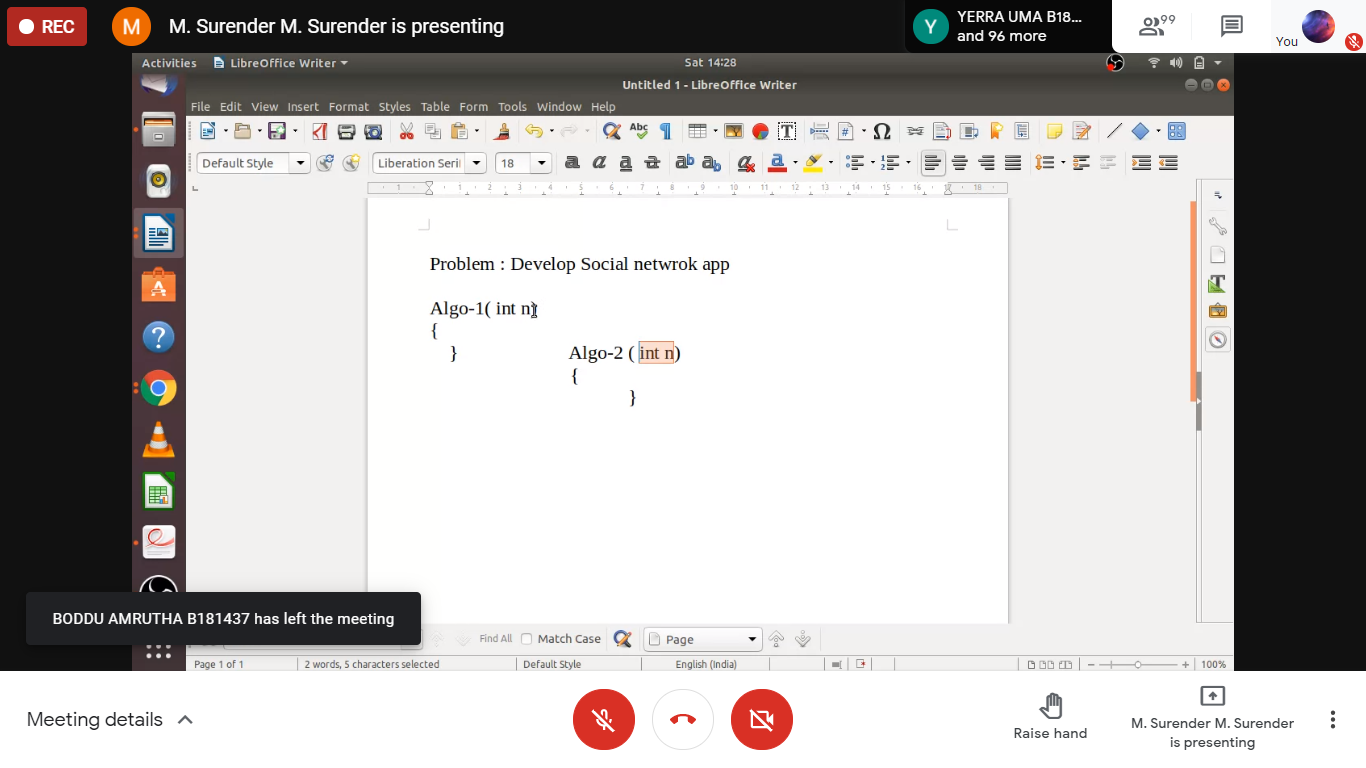 REC
M
M. Surender M. Surender is presenting
Y
YERRA UMA B18...
and 96 more
99
You
Activities
LibreOffice Writer
Sat 14:28
Untitled 1 - LibreOffice Writer
File Edit View Insert Format Styles Table Form Tools Window Help
Default Style
Liberation Seri
18
Problem : Develop Social netwrok app
Algo-1( int n)
{
}
Algo-2 ( int n)
{
}
BODDU AMRUTHA B181437 has left the meeting
Find All
Match Case
Page
Page 1 of 1
2 words, 5 characters selected
Default Style
English (India)
100%
Meeting details
Raise hand
M. Surender M. Surender
is presenting